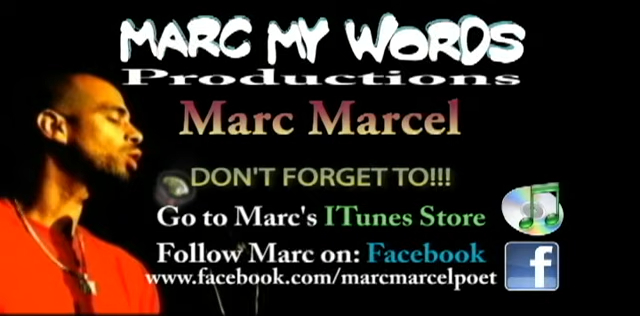 MARC MY WORDS
Productions
Marc Marcel
DON'T FORGET TO!!!
Go to Marc's ITunes Store
Follow Marc on: Facebook
www.facebook.com/marcmarcelpoet
f